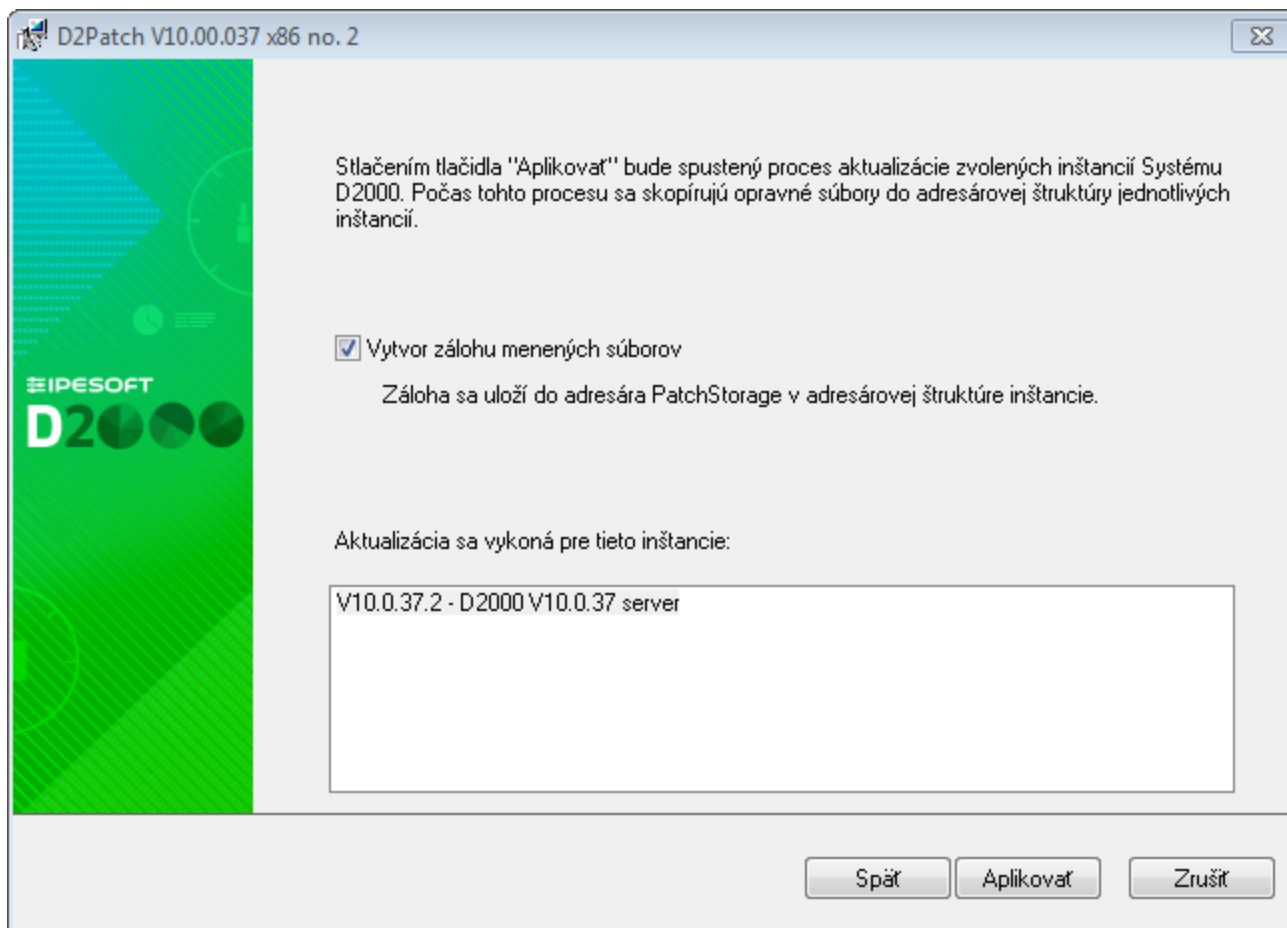 D2Patch V10.00.037 x86 no. 2
Stlačením tlačidla "Aplikovať" bude spustený proces aktualizácie zvolených inštancií Systému
D2000. Počas tohto procesu sa skopírujú opravné súbory do adresárovej štruktúry jednotlivých
inštancií.
Vytvor zálohu menených súborov
Záloha sa uloží do adresára PatchStorage v adresárovej štruktúre inštancie.
IPESOFT
D2000
Aktualizácia sa vykoná pre tieto inštancie:
V10.0.37.2 - D2000 V10.0.37 server
Späť
Aplikovať
Zrušiť